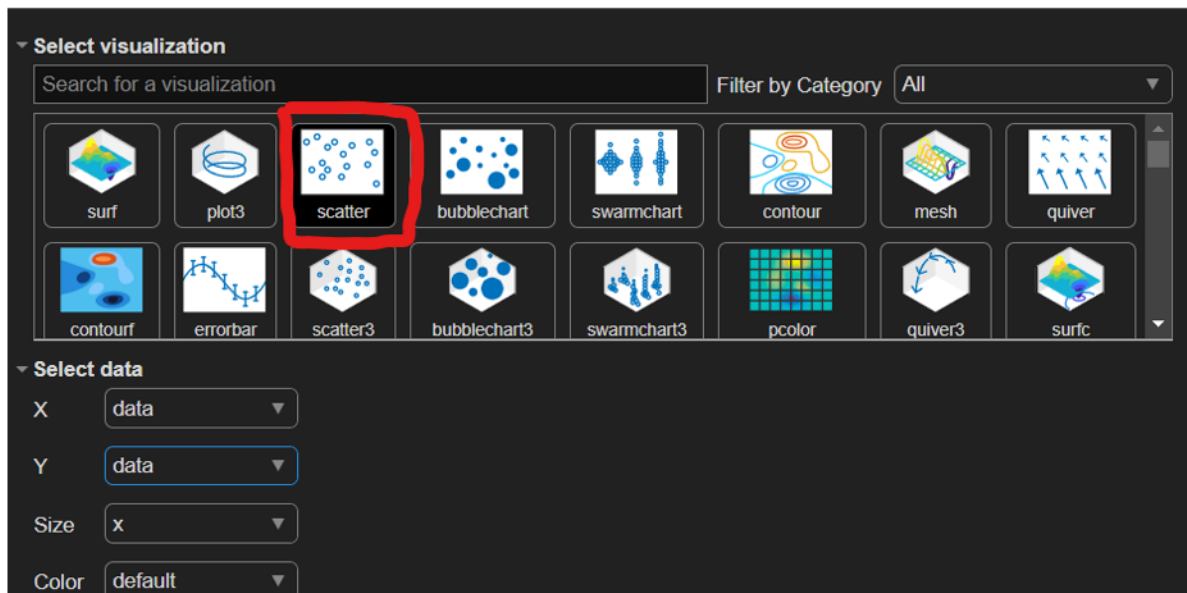 Select visualization
Search for a visualization Filter by Category All
surf plot3 scatter bubblechart swarmchart contour mesh quiver
contourf errorbar scatter3 bubblechart3 swarmchart3 pcolor quiver3 surfc
Select data
X data
Y data
Size x
Color default